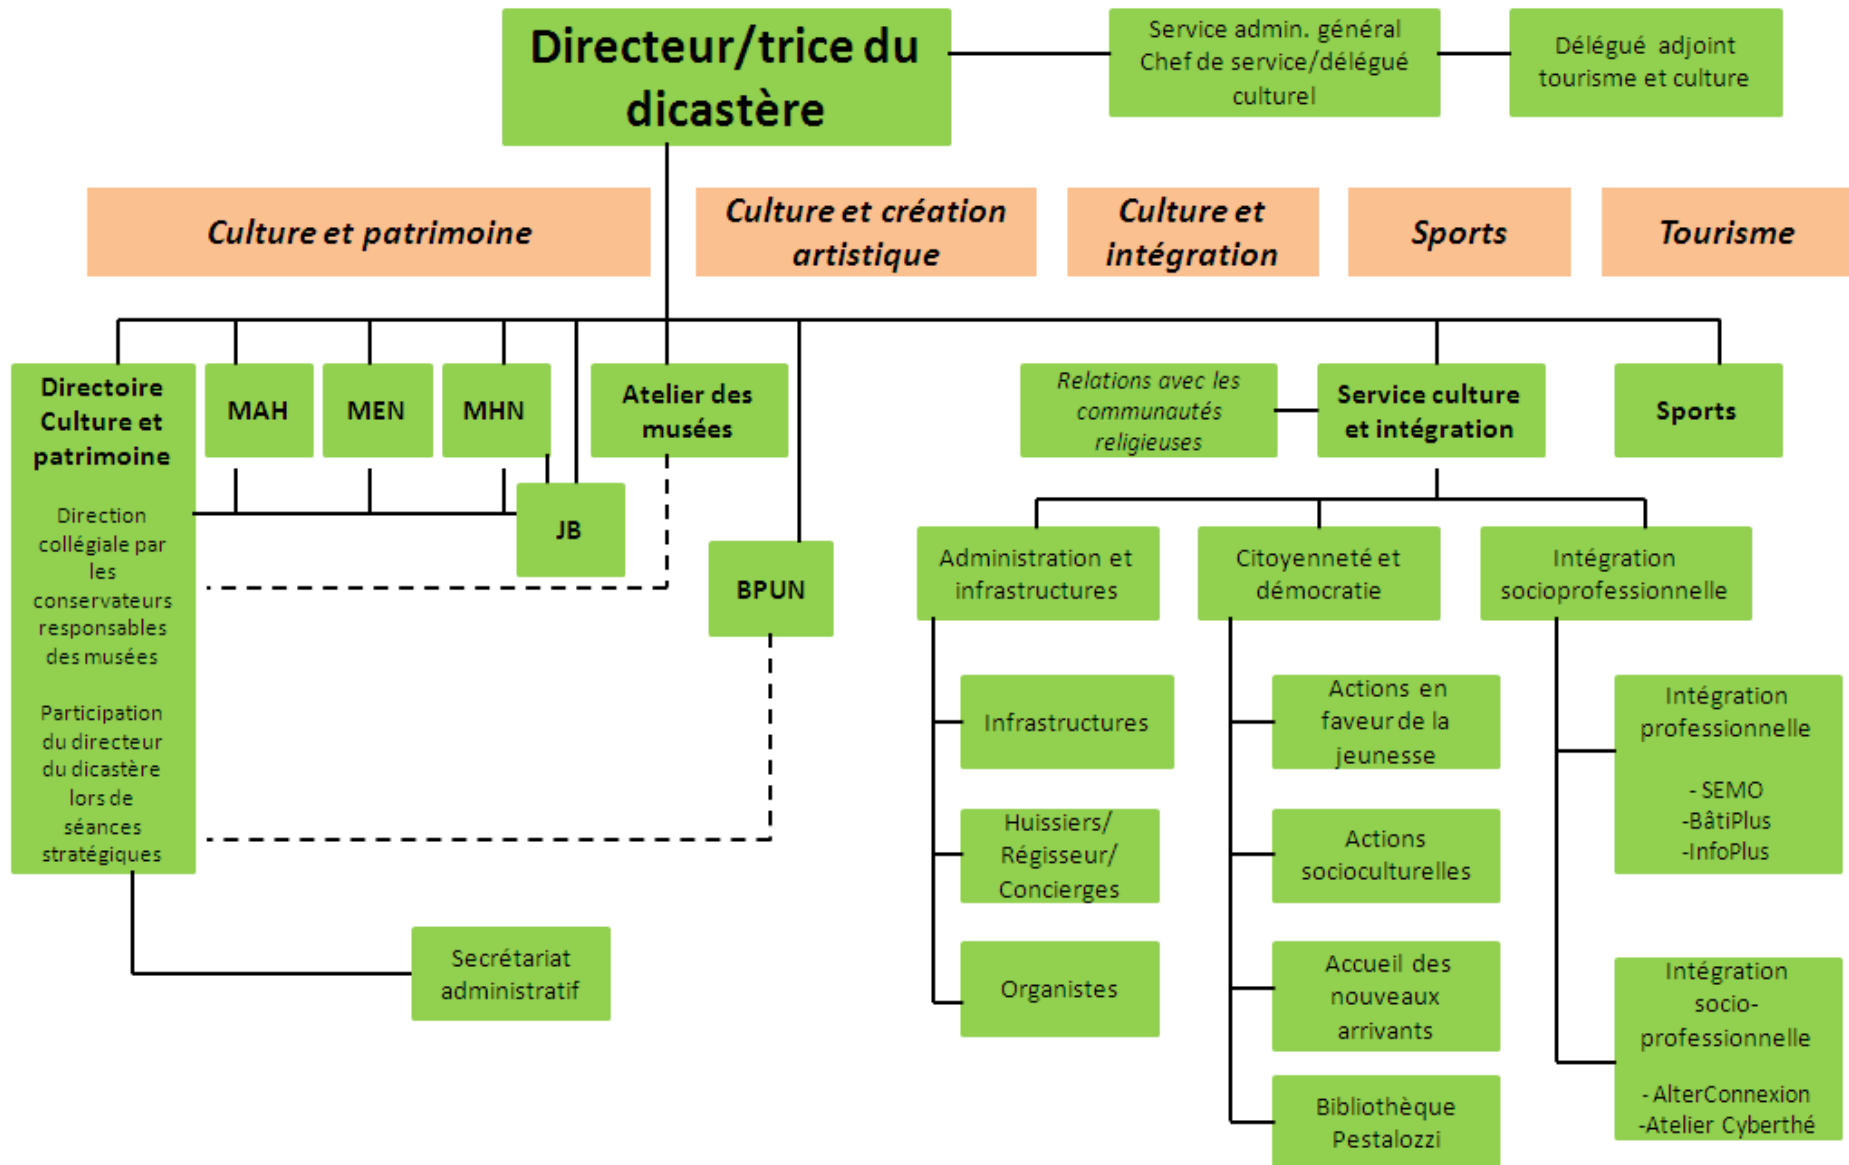 Directeur/trice du
dicastère
Service admin. général
Chef de service/délégué
culturel
Délégué adjoint
tourisme et culture
Culture et patrimoine
Culture et création
artistique
Culture et
intégration
Sports
Tourisme
Directoire
Culture et
patrimoine
Direction
collégiale par
les
conservateurs
responsables
des musées
Participation
du directeur
du dicastère
lors de
séances
stratégiques
MAH
MEN
MHN
JB
Atelier des
musées
BPUN
Relations avec les
communautés
religieuses
Service culture
et intégration
Sports
Administration et
infrastructures
Citoyenneté et
démocratie
Intégration
socioprofessionnelle
Infrastructures
Huissiers/
Régisseur/
Concierges
Organistes
Actions en
faveur de la
jeunesse
Actions
socioculturelles
Accueil des
nouveaux
arrivants
Bibliothèque
Pestalozzi
Intégration
professionnelle
- SEMO
-BâtiPlus
-InfoPlus
Intégration
socio-
professionnelle
- AlterConnexion
-Atelier Cyberthé
Secrétariat
administratif